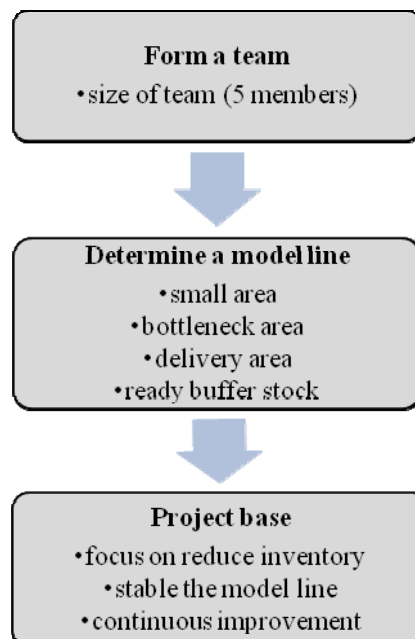 Form a team
•size of team (5 members)
Determine a model line
•small area
•bottleneck area
•delivery area
•ready buffer stock
Project base
•focus on reduce inventory
•stable the model line
•continuous improvement